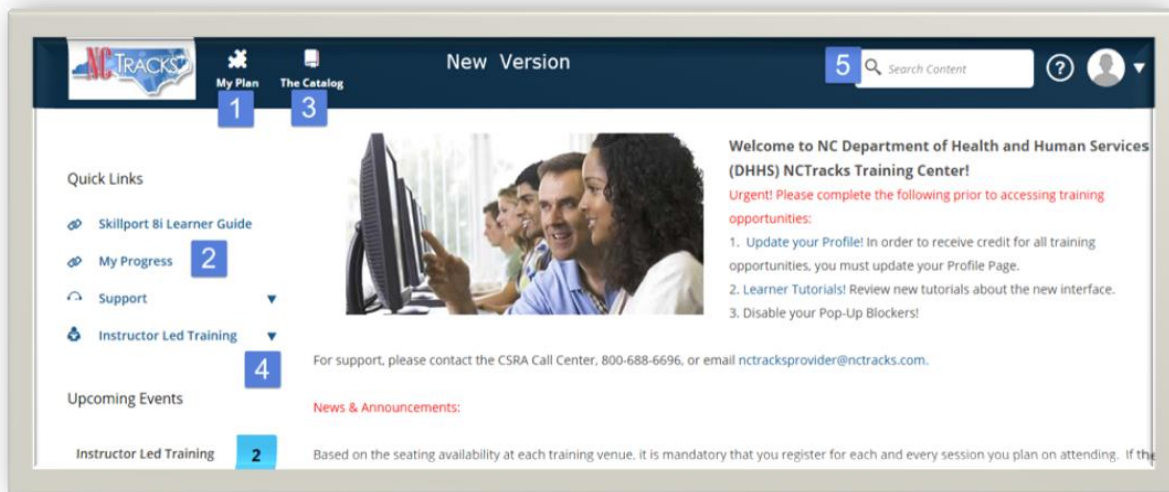 NCTRACKS
My Plan
The Catalog
New Version
5
Search Content
?
1
3
Quick Links
Skillport 8i Learner Guide
My Progress
2
Support
Instructor Led Training
4
Upcoming Events
Instructor Led Training
2
Welcome to NC Department of Health and Human Services
(DHHS) NCTracks Training Center!
Urgent! Please complete the following prior to accessing training
opportunities:
1. Update your Profile! In order to receive credit for all training
opportunities, you must update your Profile Page.
2. Learner Tutorials! Review new tutorials about the new interface.
3. Disable your Pop-Up Blockers!
For support, please contact the CSRA Call Center, 800-688-6696, or email nctracksprovider@nctracks.com.
News & Announcements:
Based on the seating availability at each training venue, it is mandatory that you register for each and every session you plan on attending. If the